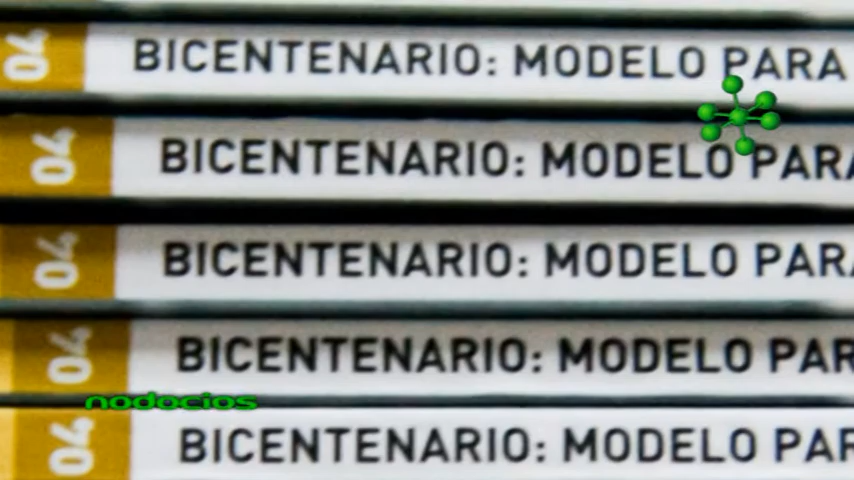 04 BICENTENARIO: MODELO PARA
04 BICENTENARIO: MODELO PARA
04 BICENTENARIO: MODELO PARA
04 BICENTENARIO: MODELO PAR
nodocios
04 BICENTENARIO: MODELO PAR